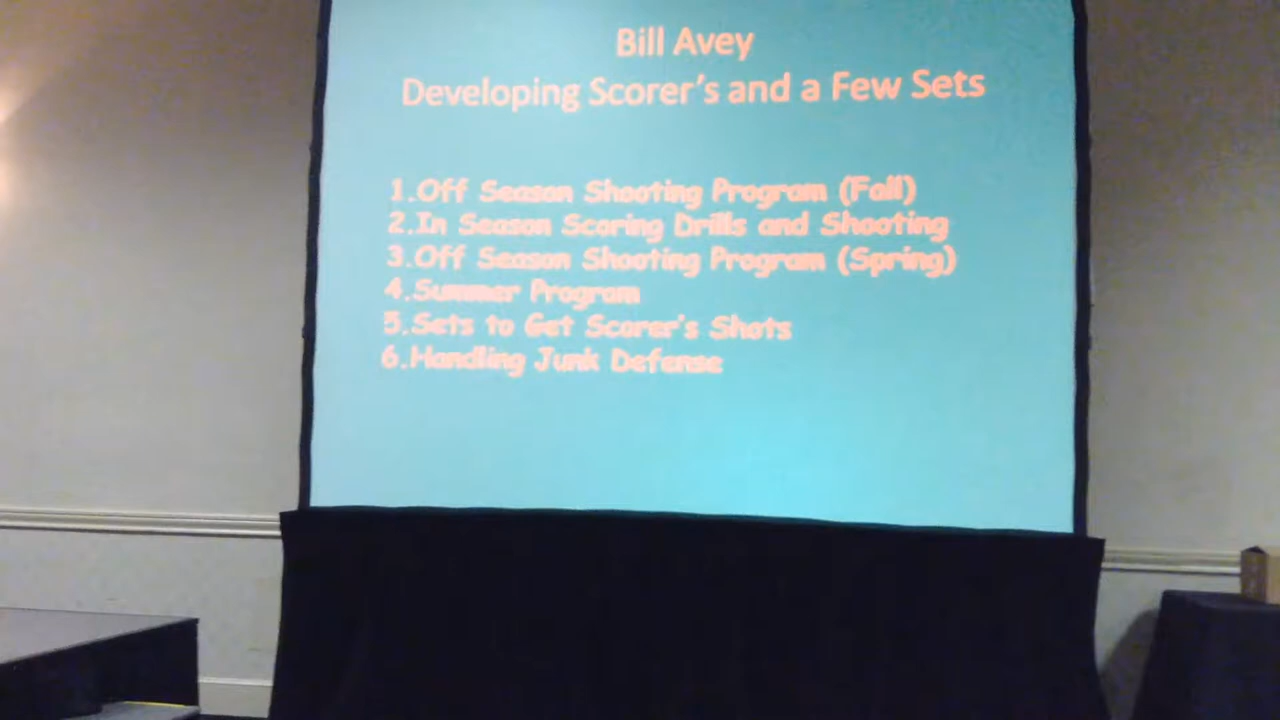 Bill Avey
Developing Scorer's and a Few Sets
1.Off Season Shooting Program (Fall)
2.In Season Scoring Drills and Shooting
3.Off Season Shooting Program (Spring)
4.Summer Program
5.Sets to Get Scorer's Shots
6.Handling Junk Defense